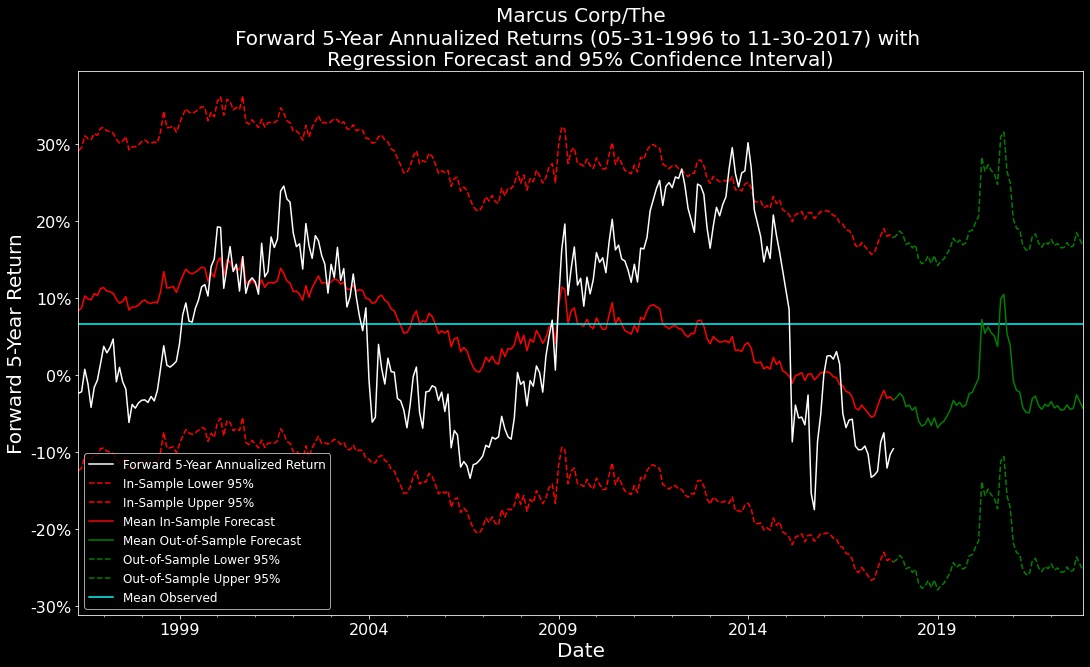 Marcus Corp/The
Forward 5-Year Annualized Returns (05-31-1996 to 11-30-2017) with
Regression Forecast and 95% Confidence Interval)
Forward 5-Year Return
30%
20%
10%
0%
-10%
-20%
-30%
Forward 5-Year Annualized Return
In-Sample Lower 95%
In-Sample Upper 95%
Mean In-Sample Forecast
Mean Out-of-Sample Forecast
Out-of-Sample Lower 95%
Out-of-Sample Upper 95%
Mean Observed
1999
2004
2009
2014
2019
Date